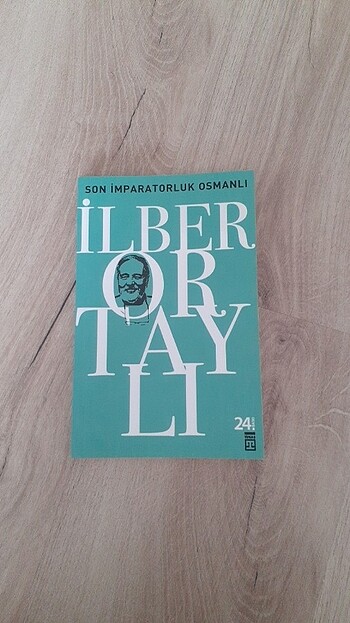 SON İMPARATORLUK OSMANLI
İLBER
OR
TAY
LI
24.